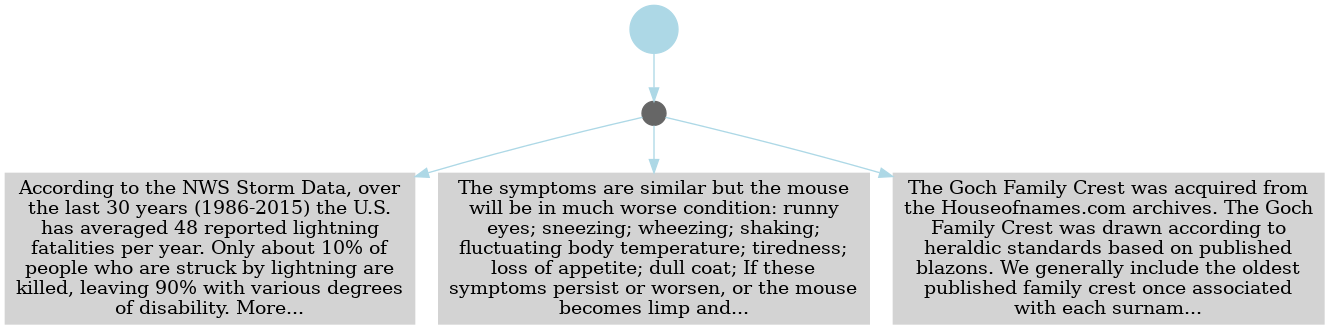 According to the NWS Storm Data, over
the last 30 years (1986-2015) the U.S.
has averaged 48 reported lightning
fatalities per year. Only about 10% of
people who are struck by lightning are
killed, leaving 90% with various degrees
of disability. More...
The symptoms are similar but the mouse
will be in much worse condition: runny
eyes; sneezing; wheezing; shaking;
fluctuating body temperature; tiredness;
loss of appetite; dull coat; If these
symptoms persist or worsen, or the mouse
becomes limp and...
The Goch Family Crest was acquired from
the Houseofnames.com archives. The Goch
Family Crest was drawn according to
heraldic standards based on published
blazons. We generally include the oldest
published family crest once associated
with each surnam...